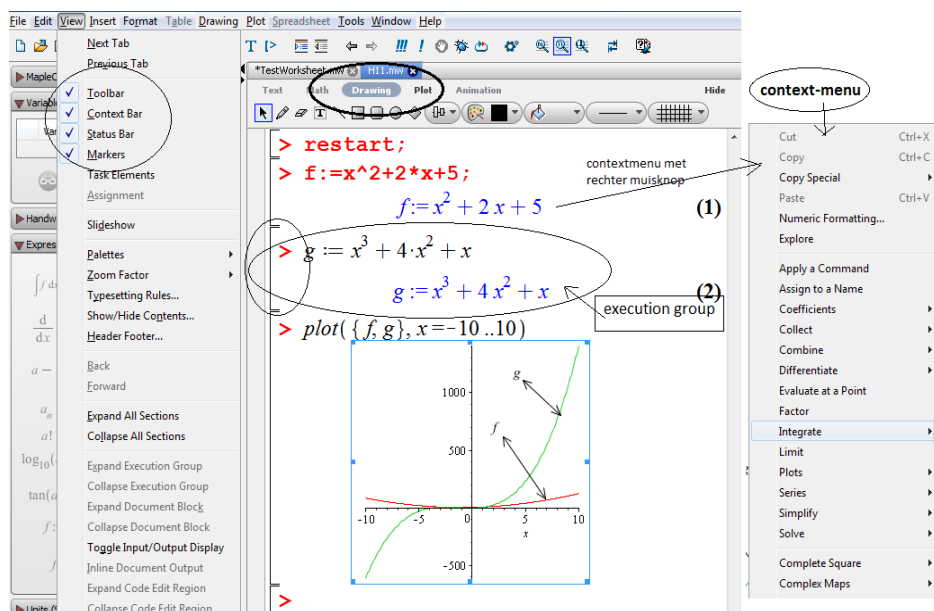 File Edit View Insert Format Table Drawing Plot Spreadsheet Tools Window Help
Next Tab
Previous Tab
Toolbar
Context Bar
Status Bar
Markers
Task Elements
Assignment
Slideshow
Palettes
Zoom Factor
Typesetting Rules...
Show/Hide Contents...
Header Footer...
Back
Forward
Expand All Sections
Collapse All Sections
Expand Execution Group
Collapse Execution Group
Expand Document Block
Collapse Document Block
Toggle Input/Output Display
Inline Document Output
Expand Code Edit Region
Collapse Code Edit Region
*TestWorksheet.mw H11.mw
Text Math Drawing Plot Animation Hide
> restart;
> f:=x^2+2*x+5;
f:=x² + 2 x + 5 (1)
> g := x³ + 4·x² + x
g:=x³ + 4 x² + x (2)
> plot({f, g}, x=-10 ..10)
1000
500
-500
-10 -5 0 5 10
x
g
f
>
contextmenu met
rechter muisknop
execution group
context-menu
Cut Ctrl+X
Copy Ctrl+C
Copy Special
Paste Ctrl+V
Numeric Formatting...
Explore
Apply a Command
Assign to a Name
Coefficients
Collect
Combine
Differentiate
Evaluate at a Point
Factor
Integrate
Limit
Plots
Series
Simplify
Solve
Complete Square
Complex Maps